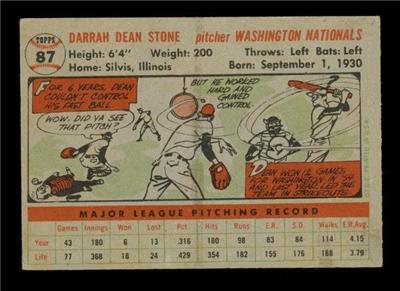 TOPPS
87
DARRAH DEAN STONE pitcher WASHINGTON NATIONALS
Height: 6'4" Weight: 200 Throws: Left Bats: Left
Home: Silvis, Illinois Born: September 1, 1930
FOR 6 YEARS, DEAN
COULDN'T CONTROL
HIS FAST BALL.
WOW. DID YA SEE
THAT PITCH?
BUT HE WORKED
HARD AND
GAINED
CONTROL
DEAN WON 12 GAMES
FOR WASHINGTON IN '54
AND LAST YEAR LED THE
TEAM IN STRIKEOUTS.
PRINTED IN U.S.A.
MAJOR LEAGUE PITCHING RECORD
Games Innings Won Lost Pct. Hits Runs E.R. S.O. Walks E.R. Avg.
Year 43 180 6 13 .316 180 98 83 84 114 4.15
Life 77 368 18 24 .429 354 182 155 188 3.79